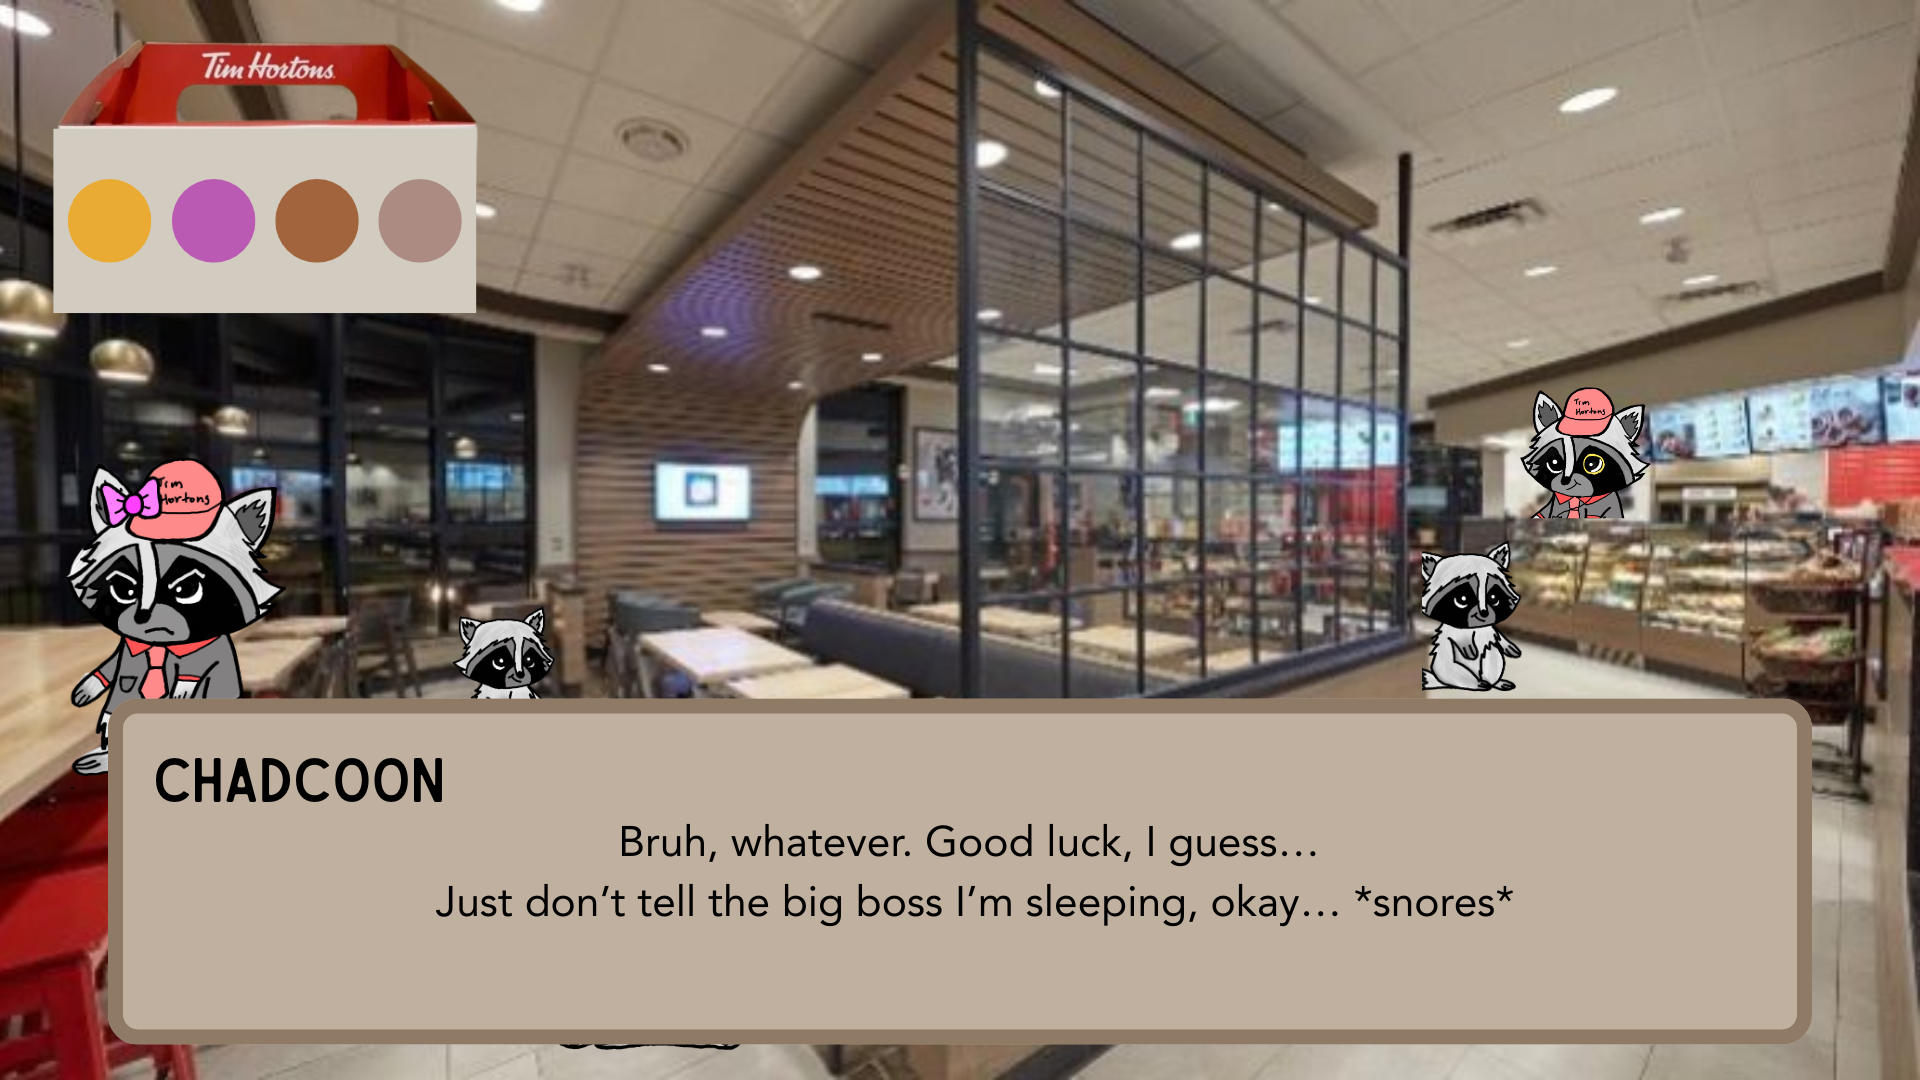 Tim Hortons
Tim
Hortons
Tim
Hortons
CHADCOON
Bruh, whatever. Good luck, I guess…
Just don’t tell the big boss I’m sleeping, okay… *snores*